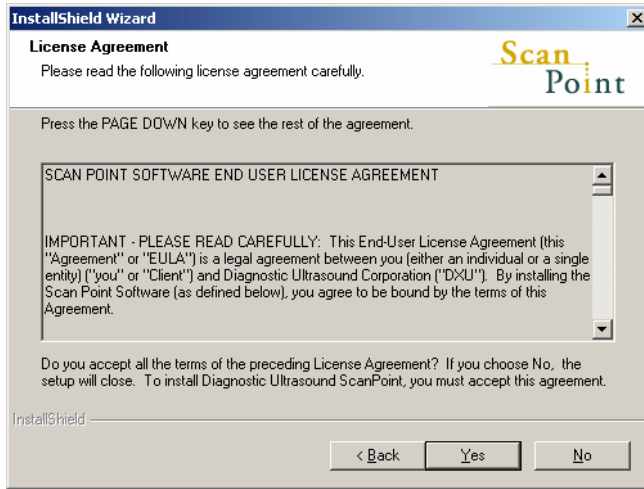 InstallShield Wizard
License Agreement
Please read the following license agreement carefully.
Scan
Point
Press the PAGE DOWN key to see the rest of the agreement.
SCAN POINT SOFTWARE END USER LICENSE AGREEMENT
IMPORTANT - PLEASE READ CAREFULLY:  This End-User License Agreement (this
"Agreement" or "EULA") is a legal agreement between you (either an individual or a single
entity) ("you" or "Client") and Diagnostic Ultrasound Corporation ("DXU").  By installing the
Scan Point Software (as defined below), you agree to be bound by the terms of this
Agreement.
Do you accept all the terms of the preceding License Agreement?  If you choose No,  the
setup will close.  To install Diagnostic Ultrasound ScanPoint, you must accept this agreement.
InstallShield
< Back
Yes
No